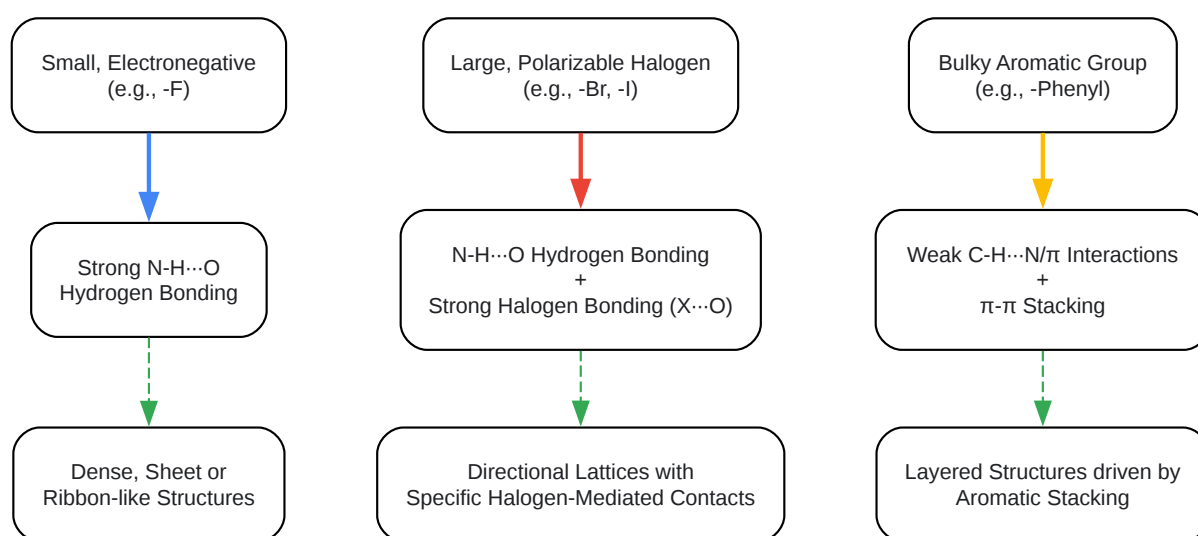 Small, Electronegative
(e.g., -F)
Large, Polarizable Halogen
(e.g., -Br, -I)
Bulky Aromatic Group
(e.g., -Phenyl)
Strong N-H···O
Hydrogen Bonding
N-H···O Hydrogen Bonding
+
Strong Halogen Bonding (X···O)
Weak C-H···N/π Interactions
+
π-π Stacking
Dense, Sheet or
Ribbon-like Structures
Directional Lattices with
Specific Halogen-Mediated Contacts
Layered Structures driven by
Aromatic Stacking